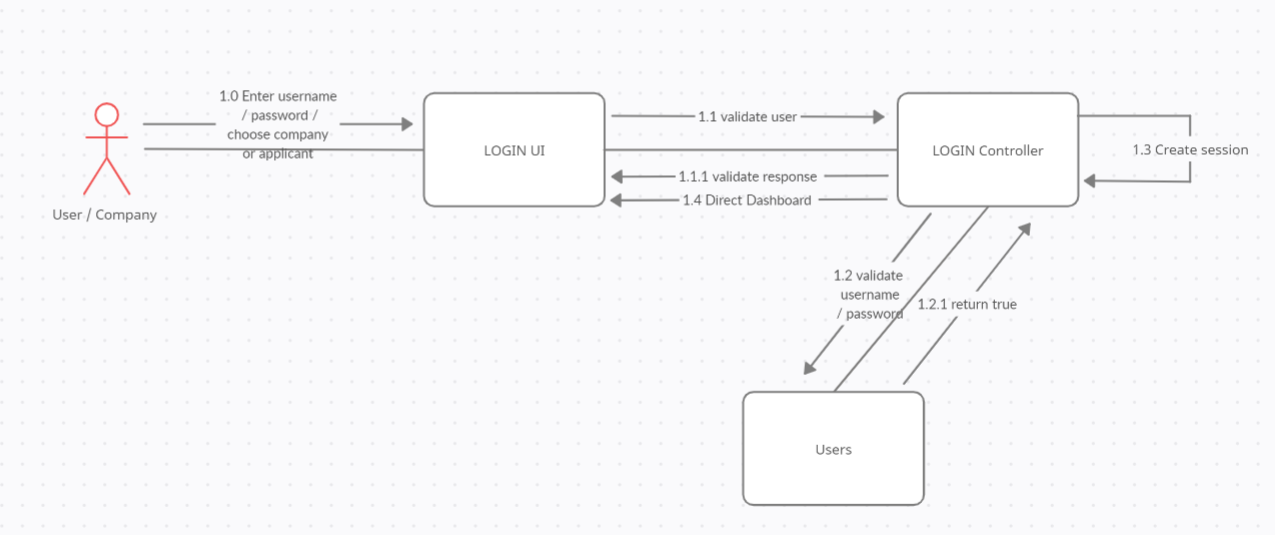 1.0 Enter username
/ password /
choose company
or applicant
User / Company
LOGIN UI
1.1 validate user
1.1.1 validate response
1.4 Direct Dashboard
LOGIN Controller
1.3 Create session
1.2 validate
username
/ password
1.2.1 return true
Users